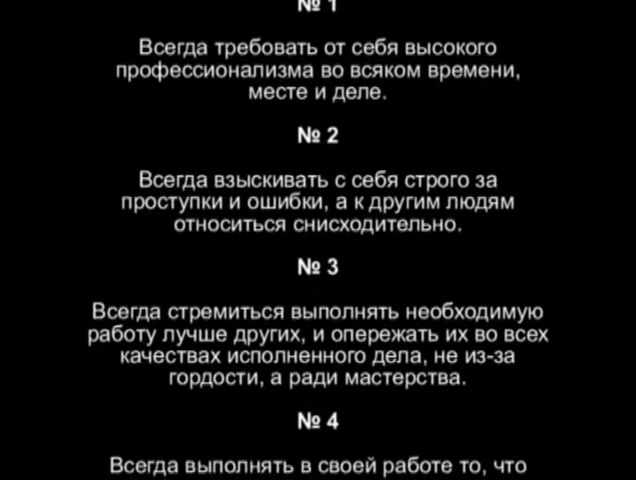 № 1
Всегда требовать от себя высокого
профессионализма во всяком времени,
месте и деле.
№ 2
Всегда взыскивать с себя строго за
проступки и ошибки, а к другим людям
относиться снисходительно.
№ 3
Всегда стремиться выполнять необходимую
работу лучше других, и опережать их во всех
качествах исполненного дела, не из-за
гордости, а ради мастерства.
№ 4
Всегда выполнять в своей работе то, что